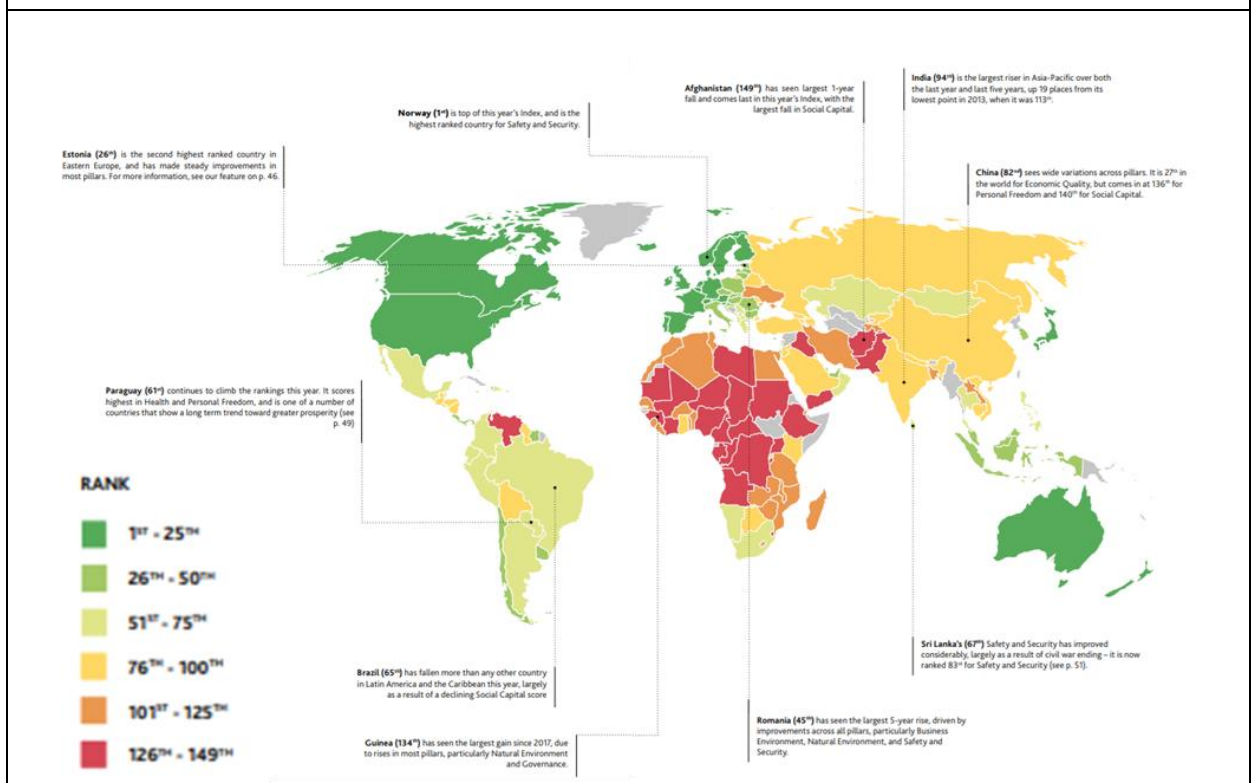 Afghanistan (149th) has seen largest 1-year
fall and comes last in this year's Index, with the
largest fall in Social Capital.
India (94th) is the largest riser in Asia-Pacific over both
the last year and last five years, up 19 places from its
lowest point in 2013, when it was 113th.
Norway (1st) is top of this year's Index, and is the
highest ranked country for Safety and Security.
Estonia (26th) is the second highest ranked country in
Eastern Europe, and has made steady improvements in
most pillars. For more information, see our feature on p. 46.
China (82nd) sees wide variations across pillars. It is 27th in
the world for Economic Quality, but comes in at 136th for
Personal Freedom and 140th for Social Capital.
Paraguay (61st) continues to climb the rankings this year. It scores
highest in Health and Personal Freedom, and is one of a number of
countries that show a long term trend toward greater prosperity (see
p. 49)
RANK
1ST - 25TH
26TH - 50TH
51ST - 75TH
76TH - 100TH
101ST - 125TH
126TH - 149TH
Brazil (65th) has fallen more than any other country
in Latin America and the Caribbean this year, largely
as a result of a declining Social Capital score
Guinea (134th) has seen the largest gain since 2017, due
to rises in most pillars, particularly Natural Environment
and Governance.
Sri Lanka's (67th) Safety and Security has improved
considerably, largely as a result of civil war ending – it is now
ranked 83rd for Safety and Security (see p. 51).
Romania (45th) has seen the largest 5-year rise, driven by
improvements across all pillars, particularly Business
Environment, Natural Environment, and Safety and
Security.